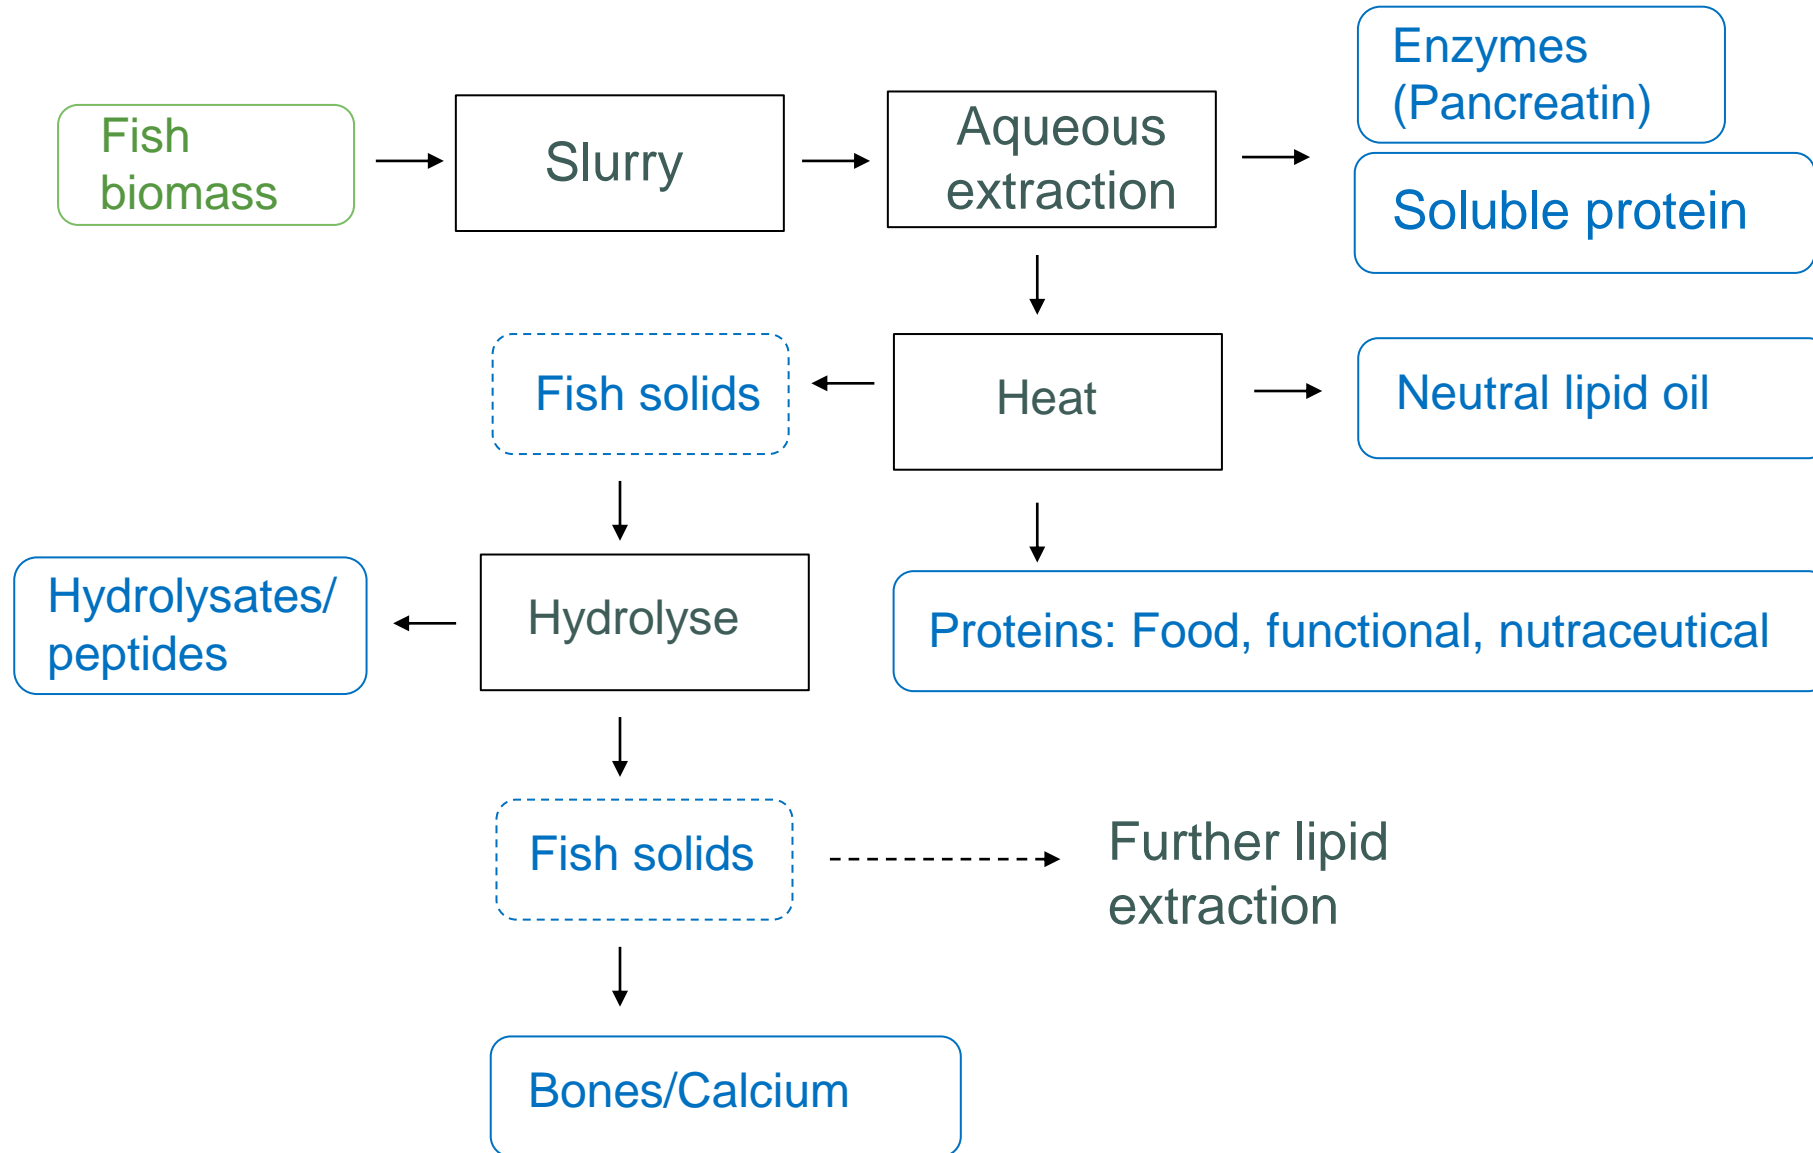 Fish
biomass
Slurry
Aqueous
extraction
Enzymes
(Pancreatin)
Soluble protein
Fish solids
Heat
Neutral lipid oil
Hydrolysates/
peptides
Hydrolyse
Proteins: Food, functional, nutraceutical
Fish solids
Further lipid
extraction
Bones/Calcium